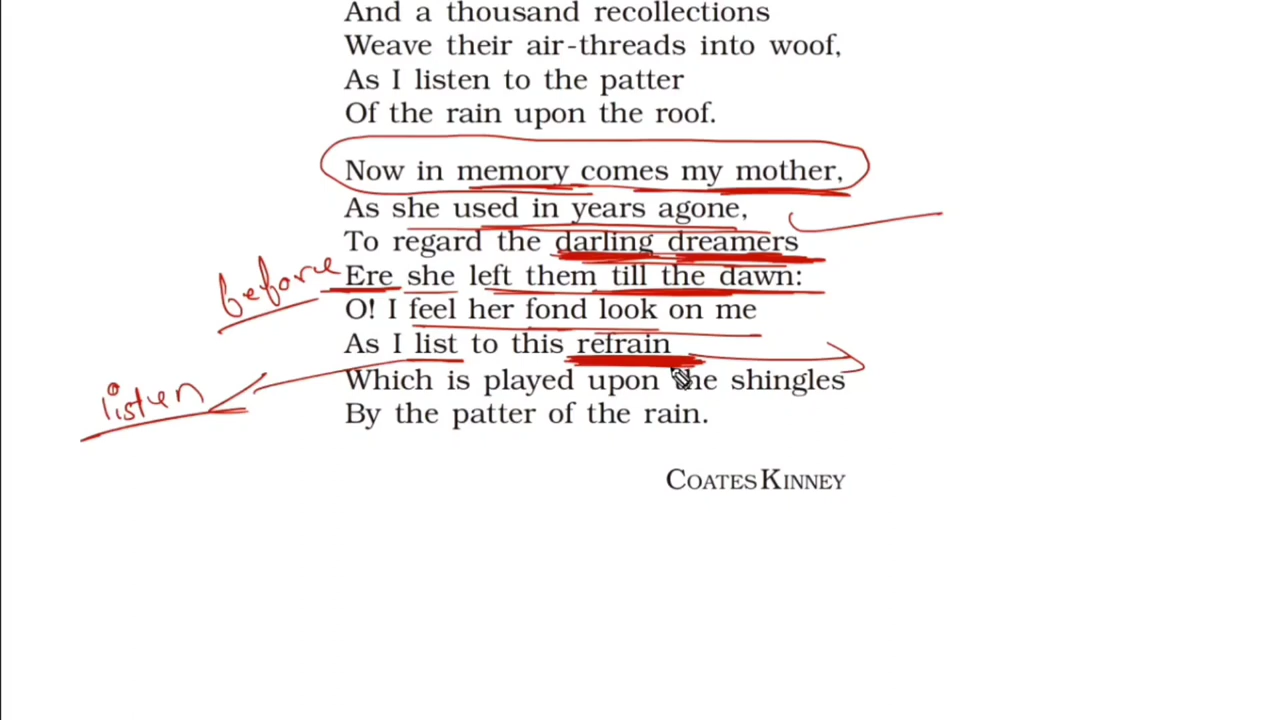 And a thousand recollections
Weave their air-threads into woof,
As I listen to the patter
Of the rain upon the roof.
Now in memory comes my mother,
As she used in years agone,
To regard the darling dreamers
before
Ere she left them till the dawn:
O! I feel her fond look on me
As I list to this refrain
listen
Which is played upon the shingles
By the patter of the rain.
COATES KINNEY